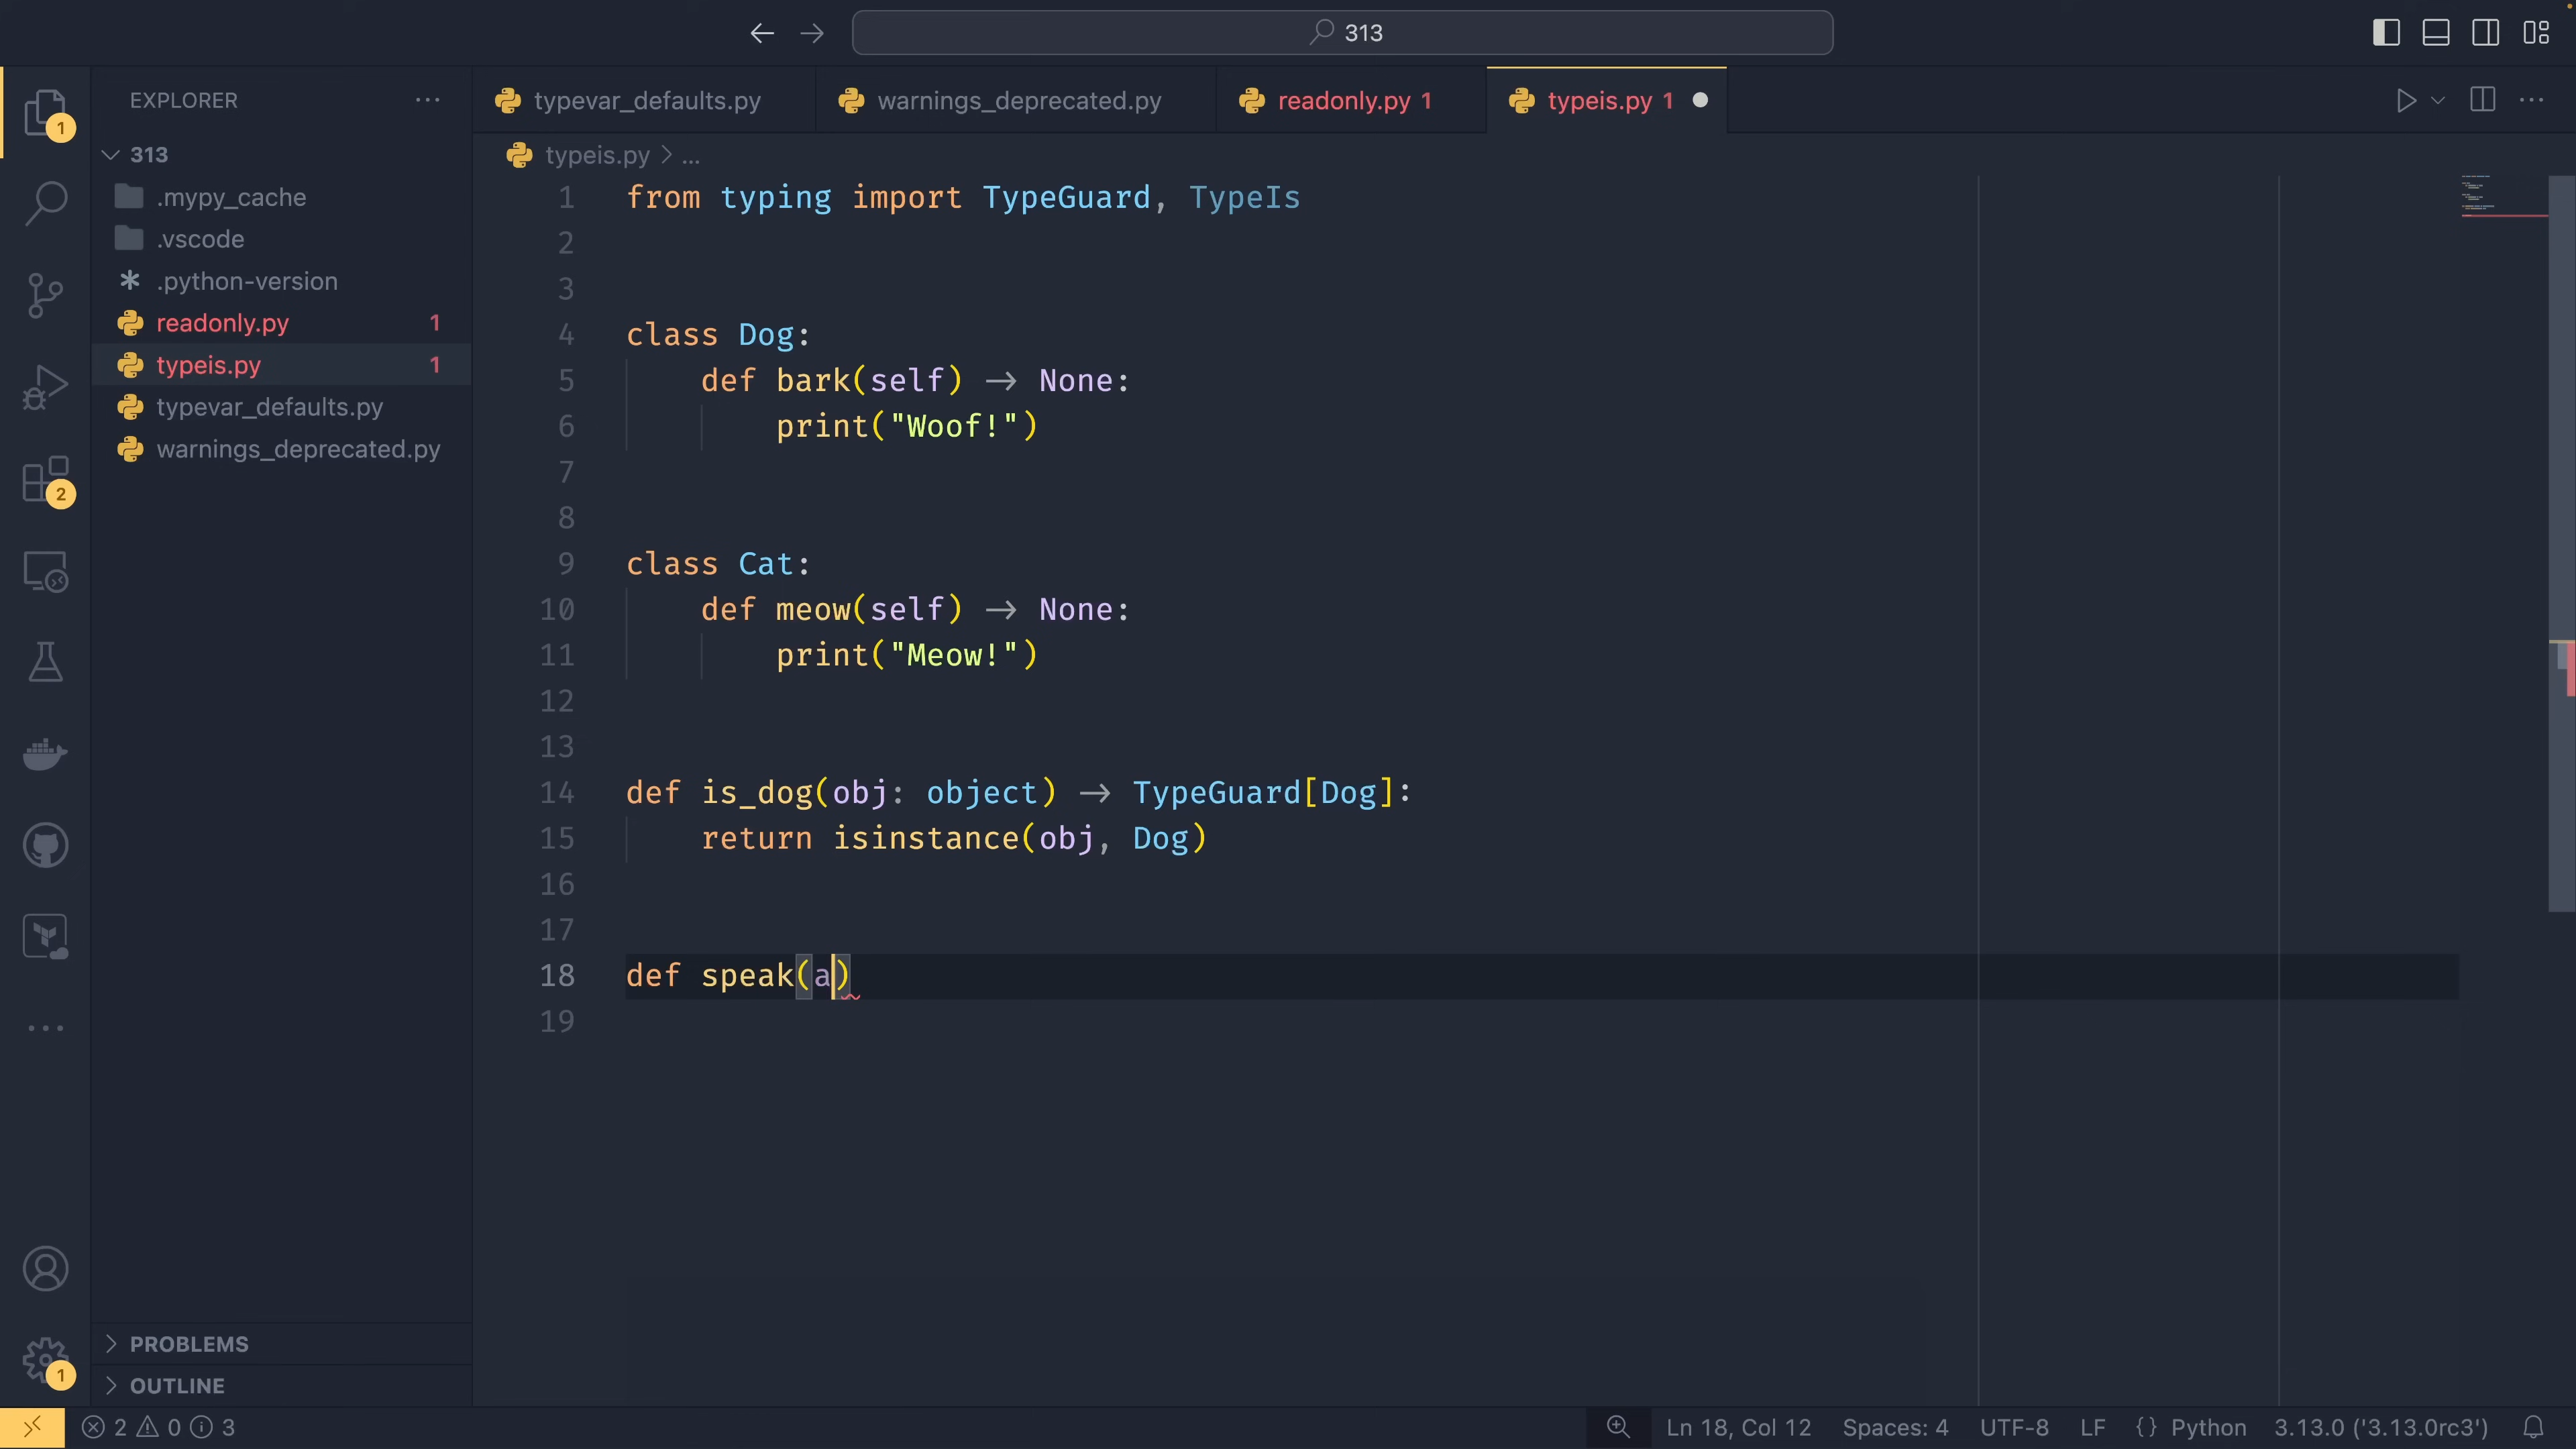 313
EXPLORER
313
.mypy_cache
.vscode
.python-version
readonly.py 1
typeis.py 1
typevar_defaults.py
warnings_deprecated.py
PROBLEMS
OUTLINE
1
2
1
typevar_defaults.py
warnings_deprecated.py
readonly.py 1
typeis.py 1
typeis.py > ...
1 from typing import TypeGuard, TypeIs
2
3
4 class Dog:
5 def bark(self) → None:
6 print("Woof!")
7
8
9 class Cat:
10 def meow(self) → None:
11 print("Meow!")
12
13
14 def is_dog(obj: object) → TypeGuard[Dog]:
15 return isinstance(obj, Dog)
16
17
18 def speak(a)
19
2 0 3
Ln 18, Col 12 Spaces: 4 UTF-8 LF {} Python 3.13.0 ('3.13.0rc3')